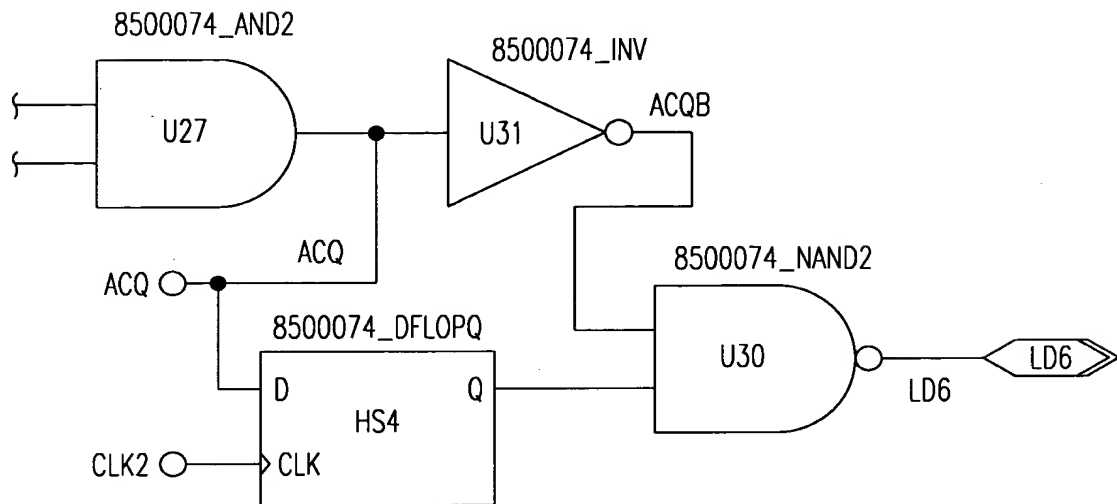 8500074_AND2
8500074_INV
U27
U31
ACQB
ACQ
ACQ
8500074_NAND2
8500074_DFLOPQ
U30
LD6
LD6
D
Q
HS4
CLK2
CLK